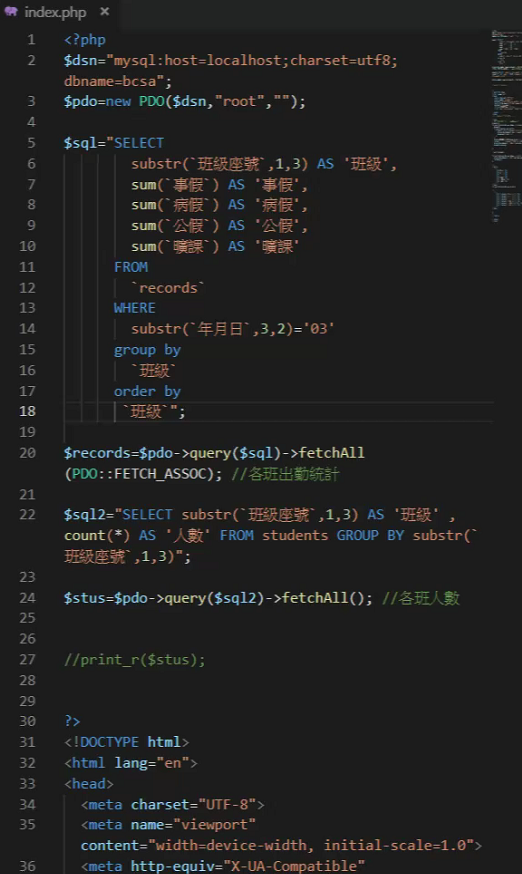 index.php ×
1 <?php
2 $dsn="mysql:host=localhost;charset=utf8;
dbname=bcsa";
3 $pdo=new PDO($dsn,"root","");
4
5 $sql="SELECT
6 substr(`班級座號`,1,3) AS '班級',
7 sum(`事假`) AS '事假',
8 sum(`病假`) AS '病假',
9 sum(`公假`) AS '公假',
10 sum(`曠課`) AS '曠課'
11 FROM
12 `records`
13 WHERE
14 substr(`年月日`,3,2)='03'
15 group by
16 `班級`
17 order by
18 `班級`";
19
20 $records=$pdo->query($sql)->fetchAll
(PDO::FETCH_ASSOC); //各班出勤統計
21
22 $sql2="SELECT substr(`班級座號`,1,3) AS '班級' ,
count(*) AS '人數' FROM students GROUP BY substr(`
班級座號`,1,3)";
23
24 $stus=$pdo->query($sql2)->fetchAll(); //各班人數
25
26
27 //print_r($stus);
28
29
30 ?>
31 <!DOCTYPE html>
32 <html lang="en">
33 <head>
34 <meta charset="UTF-8">
35 <meta name="viewport"
content="width=device-width, initial-scale=1.0">
36 <meta http-equiv="X-UA-Compatible"